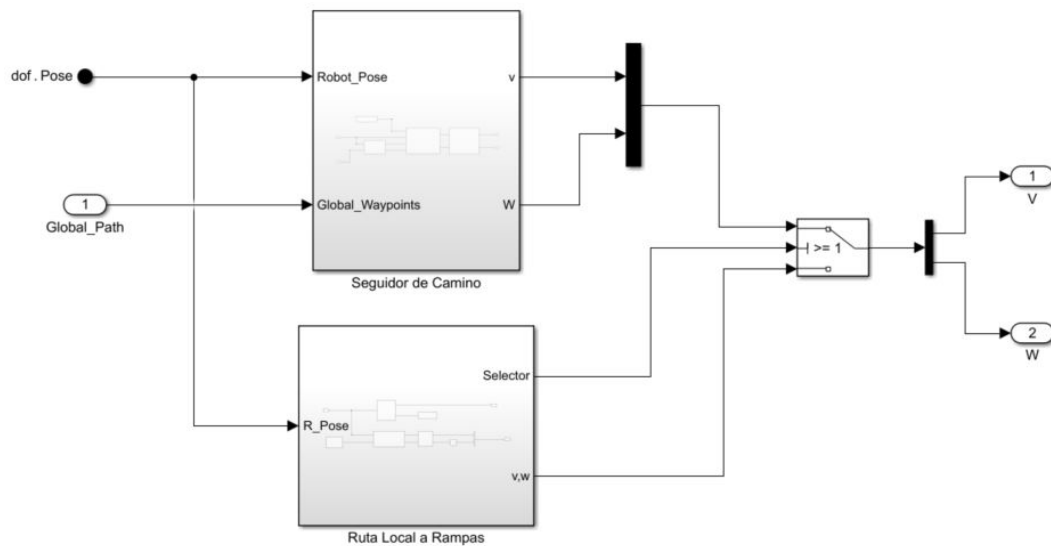 dof . Pose
Robot_Pose
v
1
Global_Path
Global_Waypoints
W
Seguidor de Camino
>= 1
1
V
2
W
Selector
R_Pose
v,w
Ruta Local a Rampas